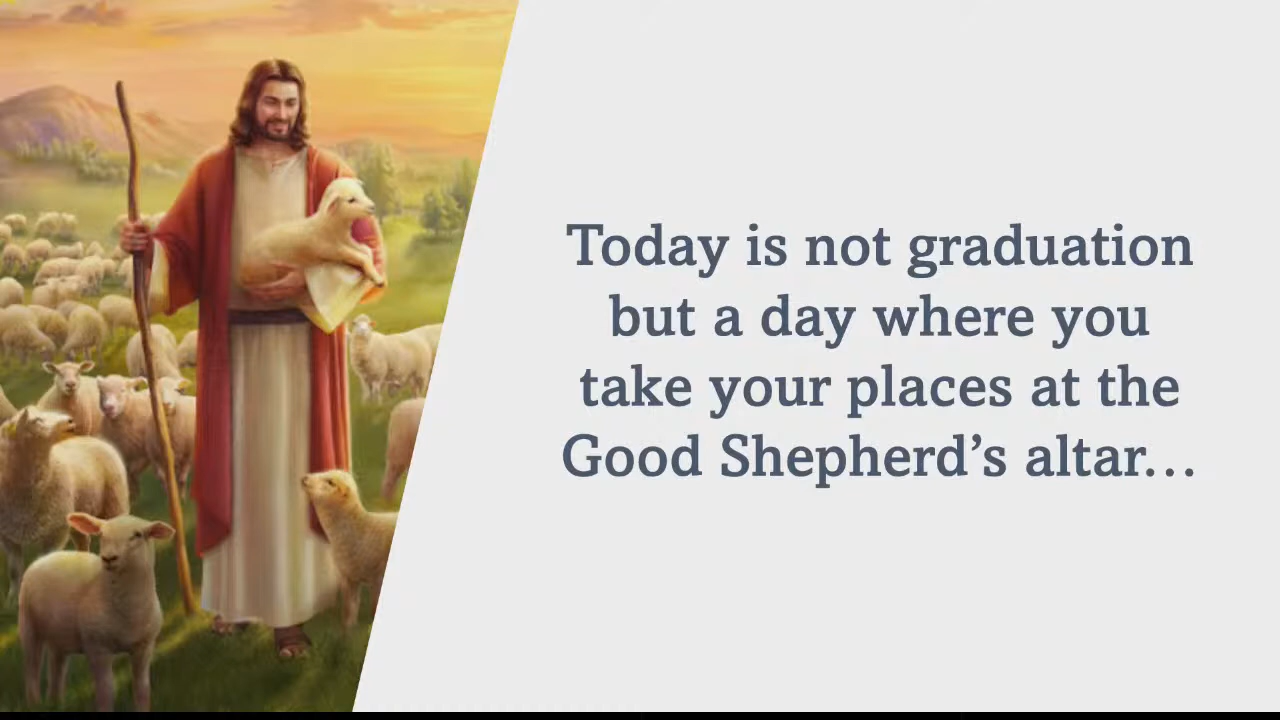 Today is not graduation
but a day where you
take your places at the
Good Shepherd’s altar…